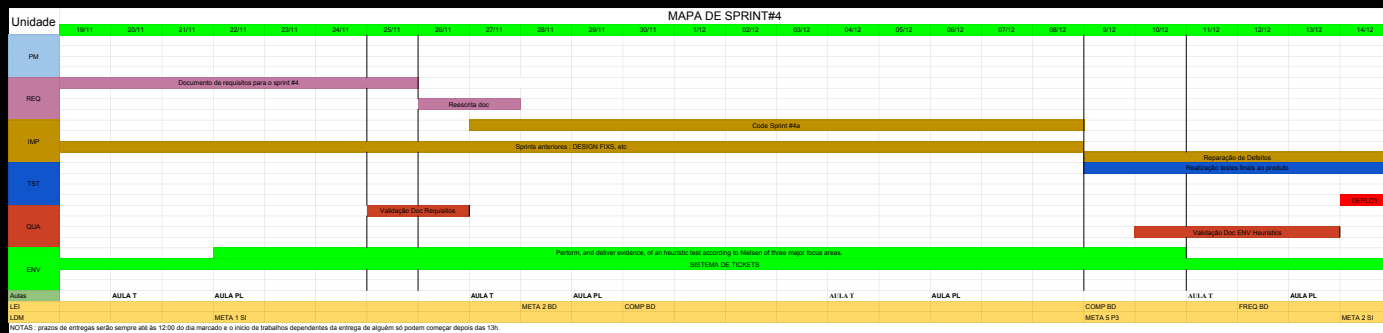 MAPA DE SPRINT#4
Unidade
19/11 20/11 21/11 22/11 23/11 24/11 25/11 26/11 27/11 28/11 29/11 30/11 1/12 02/12 03/12 04/12 05/12 06/12 07/12 08/12 9/12 10/12 11/12 12/12 13/12 14/12
PM
Documento de requisitos para o sprint #4
REQ
Reescrita doc
Code Sprint #4a
IMP
Sprints anteriores : DESIGN FIXS, etc
Reparação de Defeitos
Realização testes finais ao produto
TST
DEPLOY
Validação Doc Requisitos
QUA
Validação Doc ENV Heuristics
Perform, and deliver evidence, of an heuristic test according to Nielsen of three major focus areas.
SISTEMA DE TICKETS
ENV
Aulas AULA T AULA PL AULA T AULA PL AULA T AULA PL AULA T AULA PL
LEI META 2 BD COMP BD COMP BD FREQ BD
LDM META 1 SI META 5 P3 META 2 SI
NOTAS : prazos de entregas serão sempre até às 12:00 do dia marcado e o inicio de trabalhos dependentes da entrega de alguém só podem começar depois das 13h.